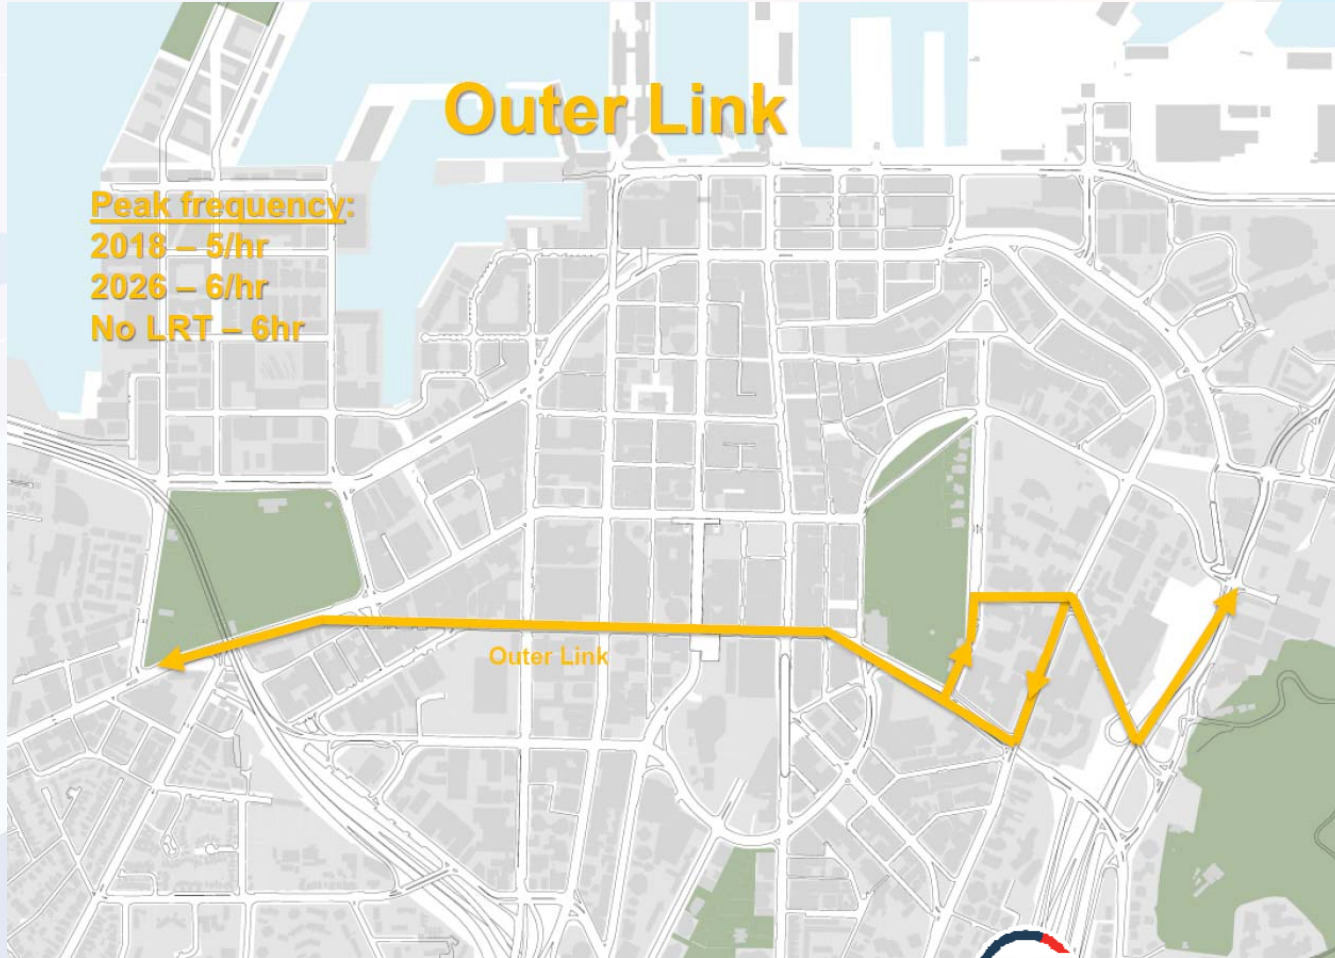 Outer Link
Peak frequency:
2018 – 5/hr
2026 – 6/hr
No LRT – 6hr
Outer Link